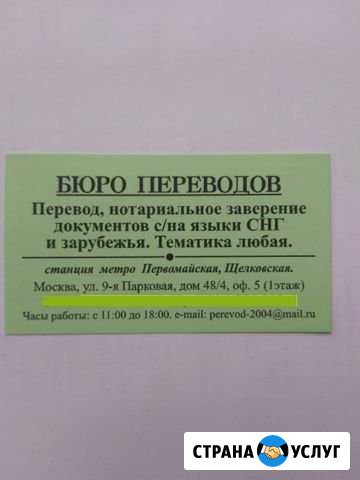 БЮРО ПЕРЕВОДОВ
Перевод, нотариальное заверение
документов с/на языки СНГ
и зарубежья. Тематика любая.
станция метро Первомайская, Щелковская.
Москва, ул. 9-я Парковая, дом 48/4, оф. 5 (1этаж)
Часы работы: с 11:00 до 18:00. e-mail: perevod-2004@mail.ru
СТРАНА УСЛУГ